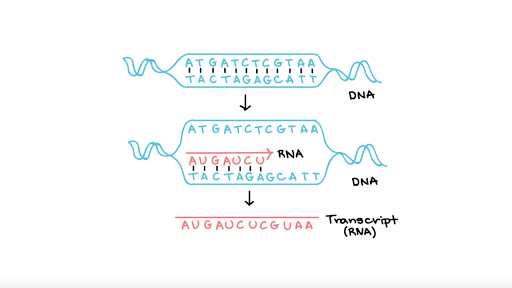 ATGATCTCGTAA
TACTAGAGCATT
DNA
ATGATCTCGTAA
AUGAUCU RNA
TACTAGAGCATT
DNA
AUGAUCUCGUAA
Transcript
(RNA)